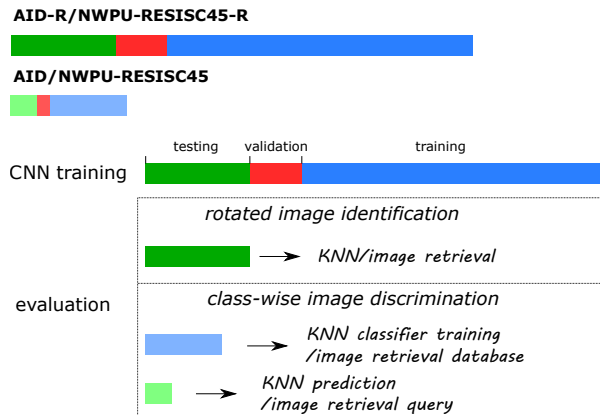 AID-R/NWPU-RESISC45-R
AID/NWPU-RESISC45
testing validation training
CNN training
rotated image identification
KNN/image retrieval
evaluation
class-wise image discrimination
KNN classifier training
/image retrieval database
KNN prediction
/image retrieval query